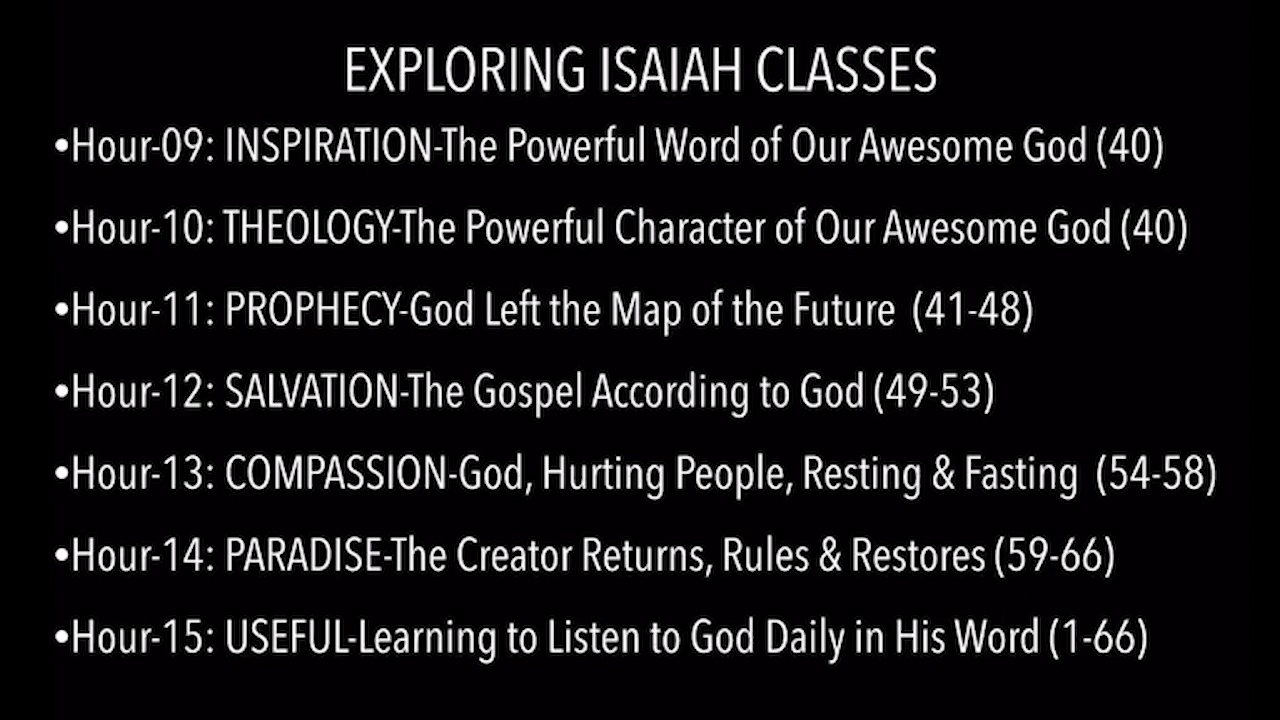 EXPLORING ISAIAH CLASSES
•Hour-09: INSPIRATION-The Powerful Word of Our Awesome God (40)
•Hour-10: THEOLOGY-The Powerful Character of Our Awesome God (40)
•Hour-11: PROPHECY-God Left the Map of the Future (41-48)
•Hour-12: SALVATION-The Gospel According to God (49-53)
•Hour-13: COMPASSION-God, Hurting People, Resting & Fasting (54-58)
•Hour-14: PARADISE-The Creator Returns, Rules & Restores (59-66)
•Hour-15: USEFUL-Learning to Listen to God Daily in His Word (1-66)